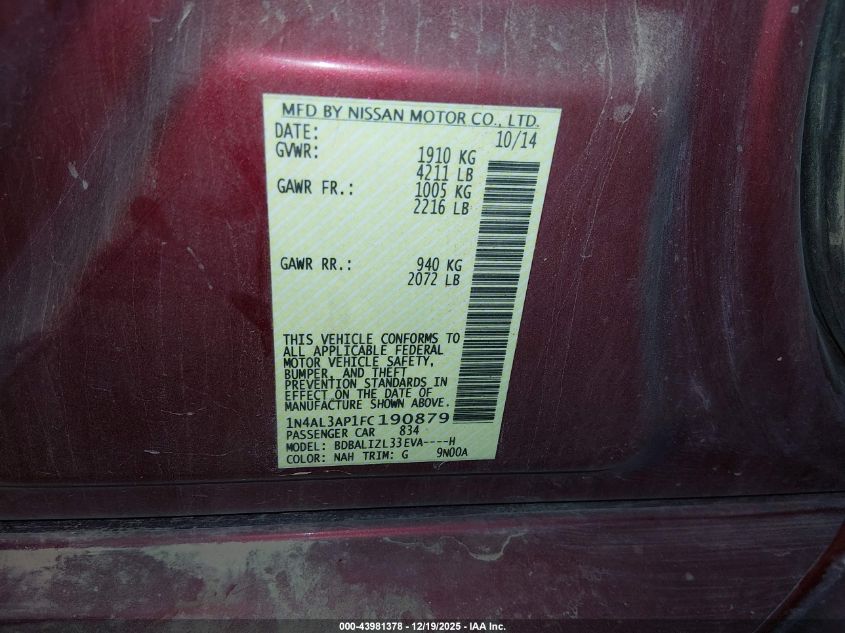 MFD BY NISSAN MOTOR CO., LTD.
DATE: 10/14
GVWR: 1910 KG
4211 LB
GAWR FR.: 1005 KG
2216 LB
GAWR RR.: 940 KG
2072 LB
THIS VEHICLE CONFORMS TO
ALL APPLICABLE FEDERAL
MOTOR VEHICLE SAFETY,
BUMPER, AND THEFT
PREVENTION STANDARDS IN
EFFECT ON THE DATE OF
MANUFACTURE SHOWN ABOVE.
1N4AL3AP1FC190879
PASSENGER CAR 834
MODEL: BDBALIZL33EVA----H
COLOR: NAH TRIM: G 9N00A
000-43981378 - 12/19/2025 - IAA Inc.